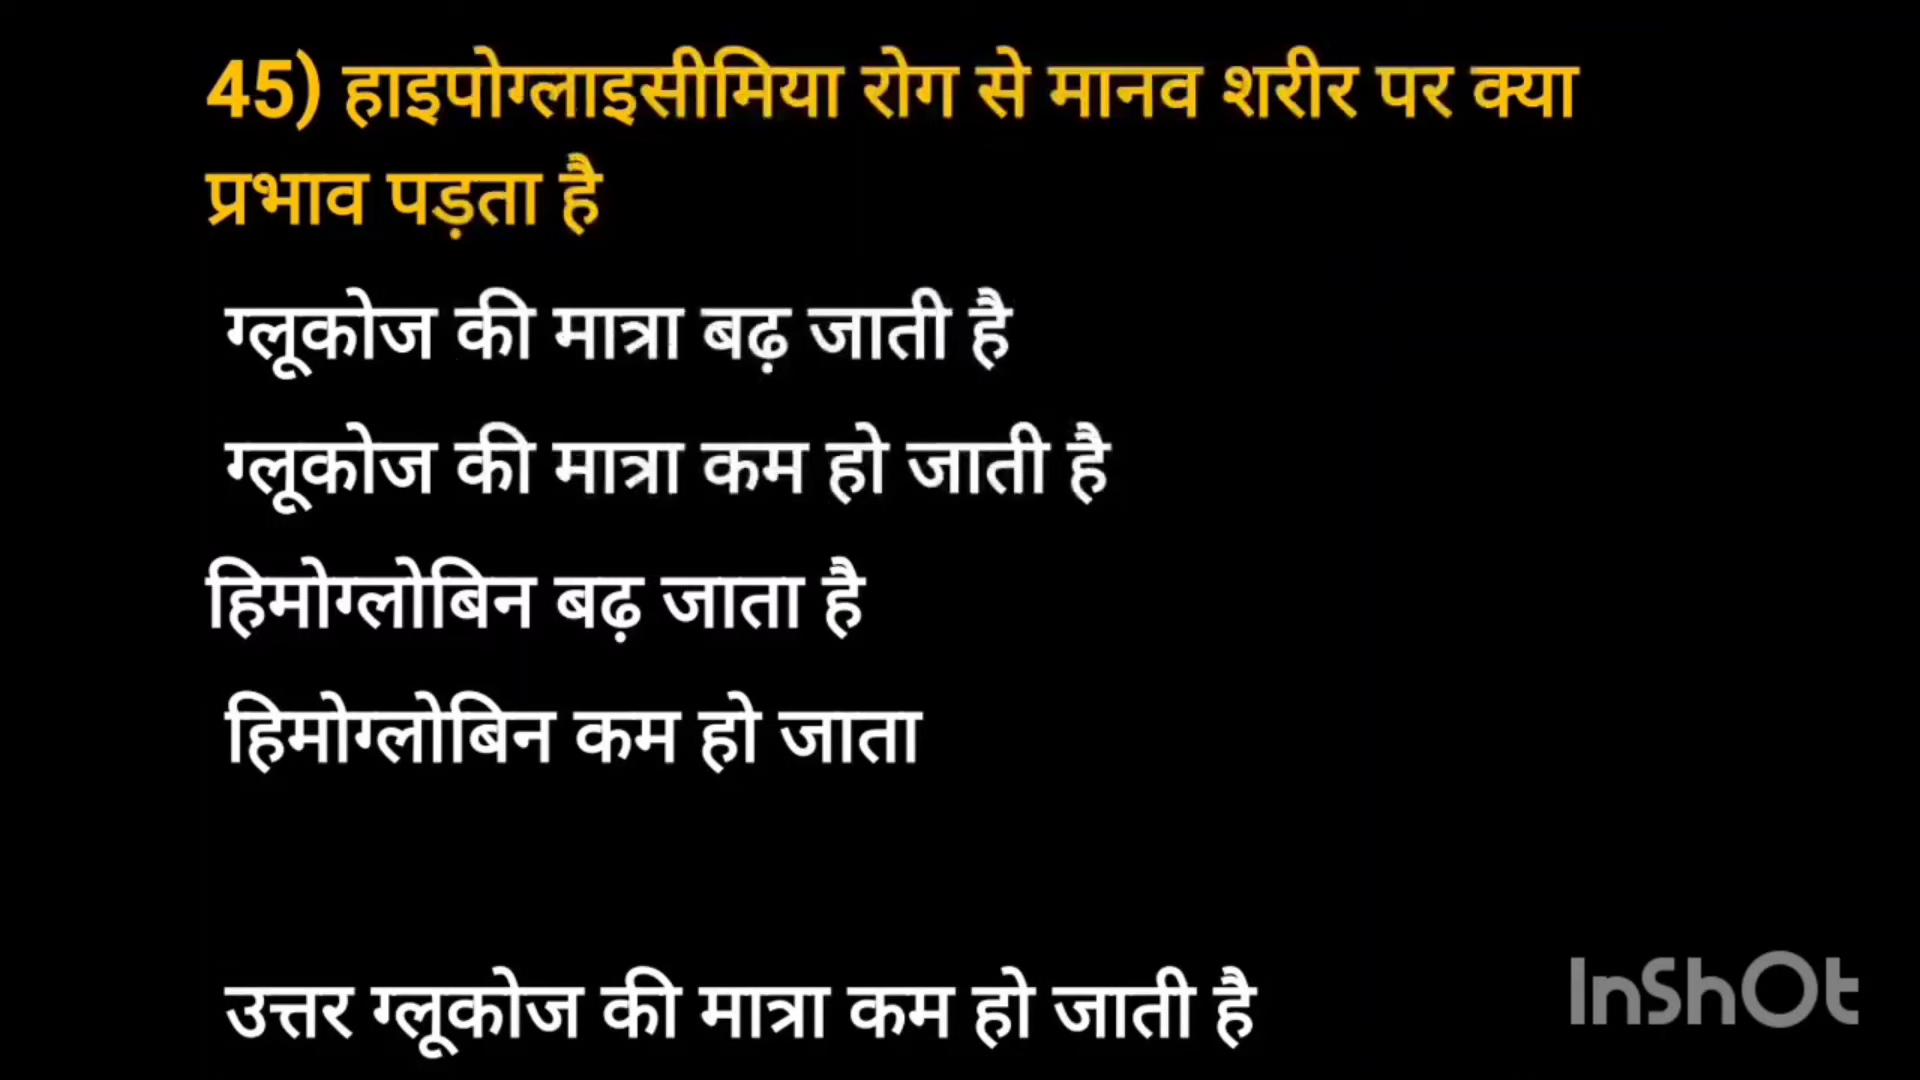 45) हाइपोग्लाइसीमिया रोग से मानव शरीर पर क्या
प्रभाव पड़ता है
ग्लूकोज की मात्रा बढ़ जाती है
ग्लूकोज की मात्रा कम हो जाती है
हिमोग्लोबिन बढ़ जाता है
हिमोग्लोबिन कम हो जाता
उत्तर ग्लूकोज की मात्रा कम हो जाती है
InShOt